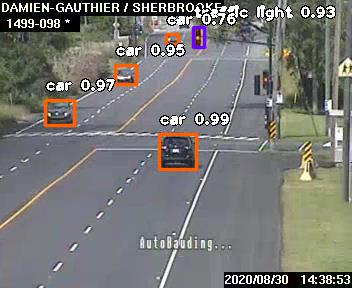 DAMIEN-GAUTHIER / SHERBROOKE
traffic light 0.93
1499-098 *
car 0.76
car 0.95
car 0.97
car 0.99
AutoBauding...
2020/08/30 14:38:53